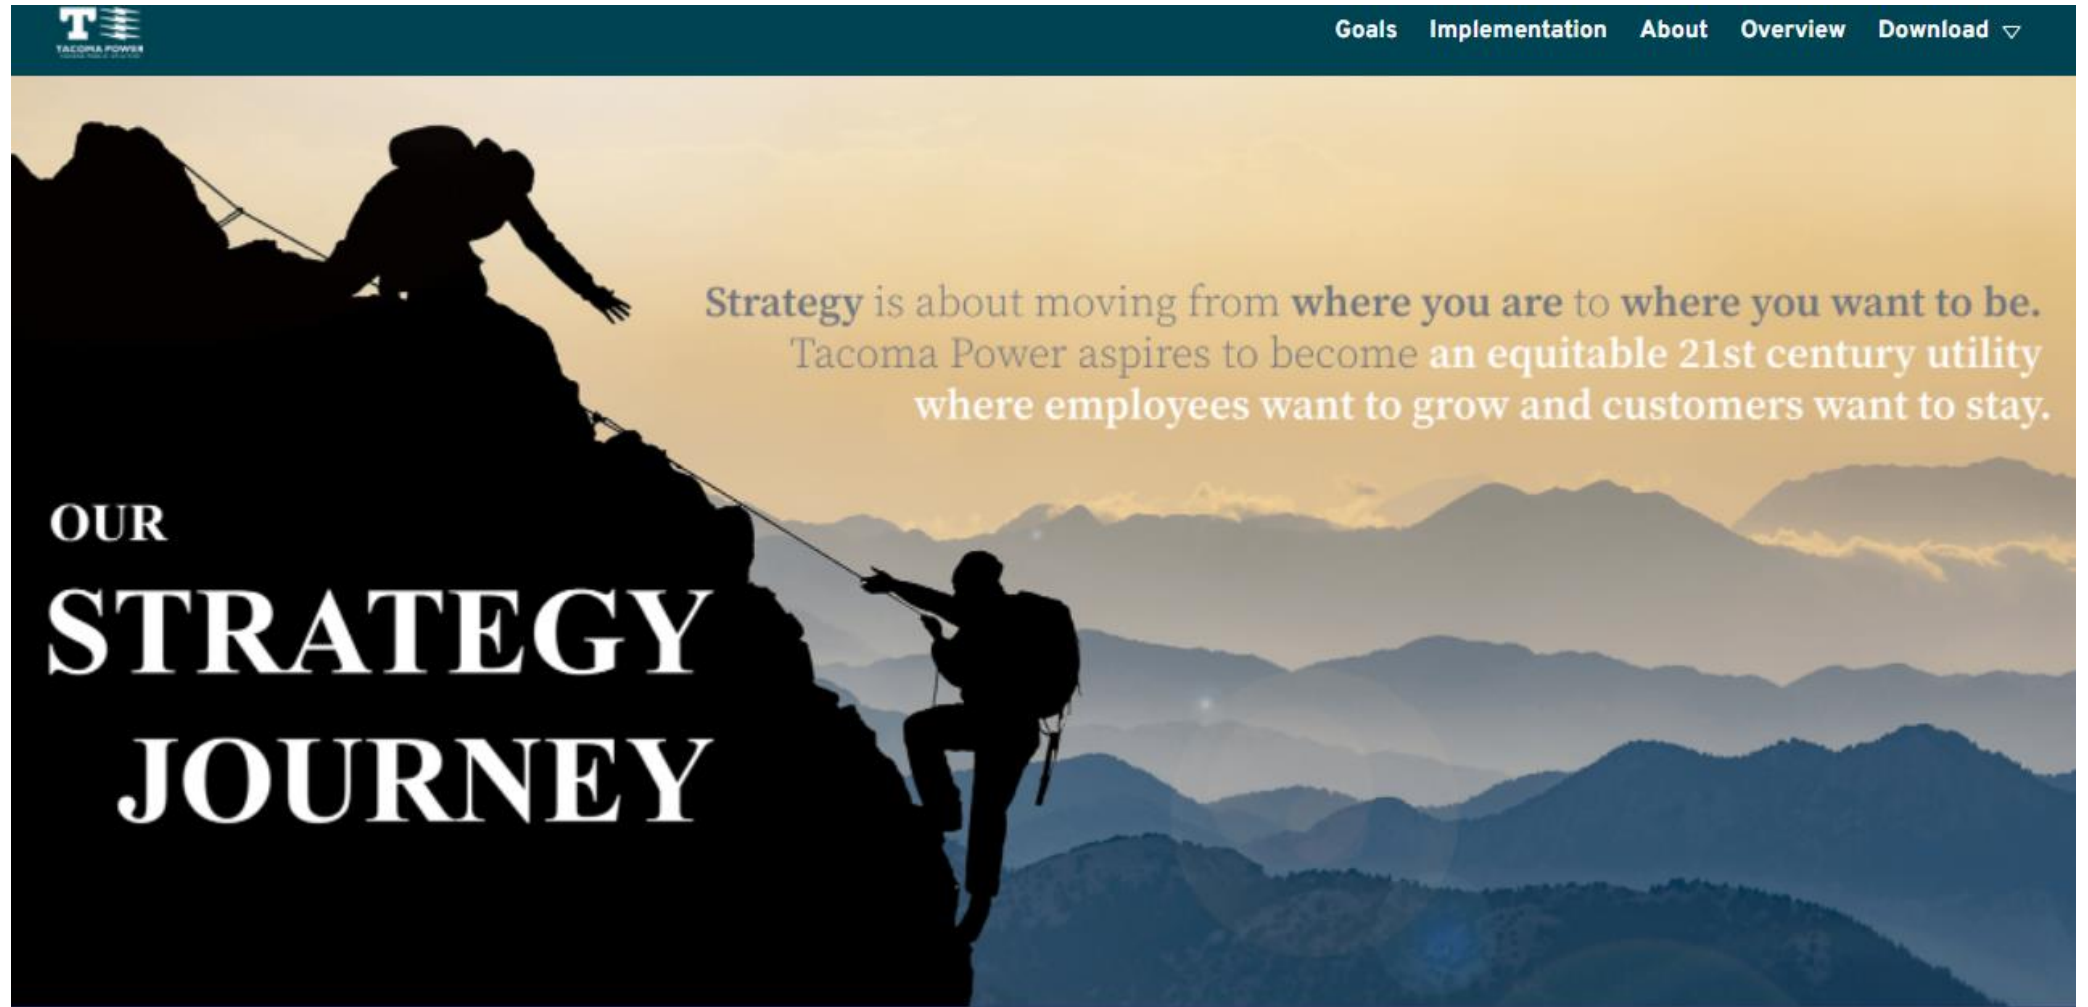 TACOMA POWER
Goals Implementation About Overview Download
Strategy is about moving from where you are to where you want to be.
Tacoma Power aspires to become an equitable 21st century utility
where employees want to grow and customers want to stay.
OUR
STRATEGY
JOURNEY